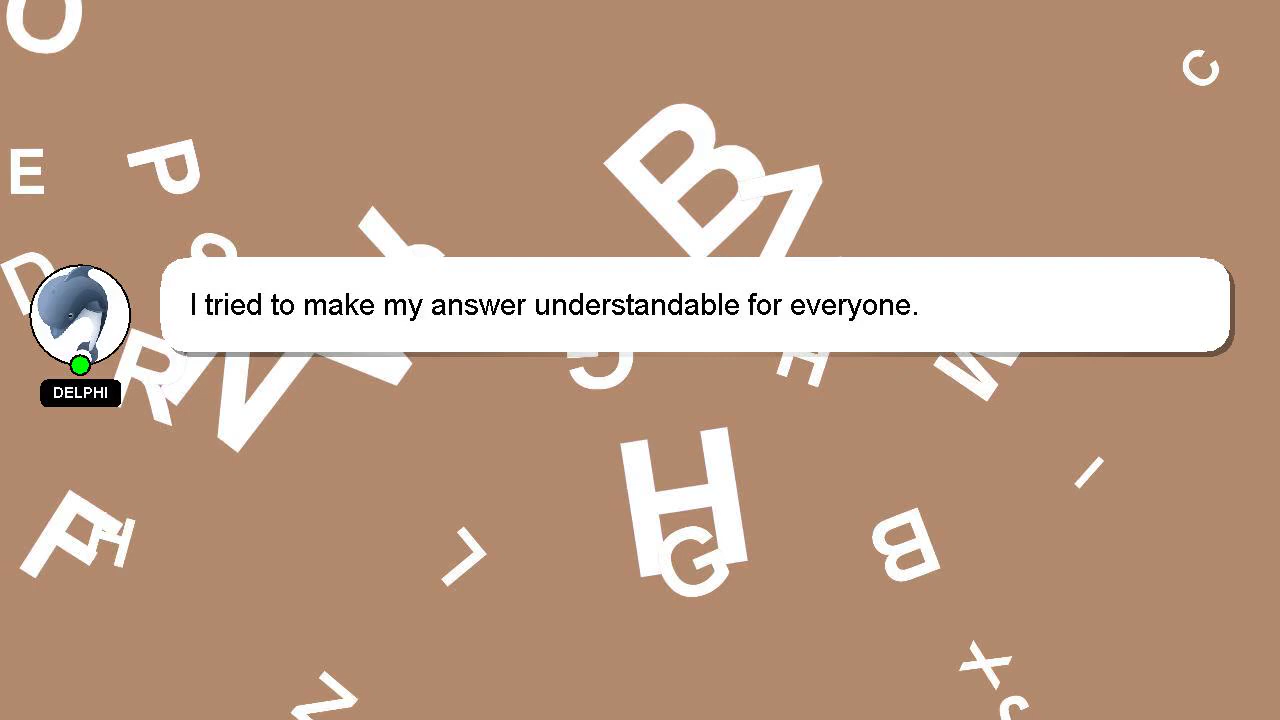 O
C
E
P
B
Z
S
D
I tried to make my answer understandable for everyone.
DELPHI
R
G
H
I
H
G
P
H
L
B
X
Z